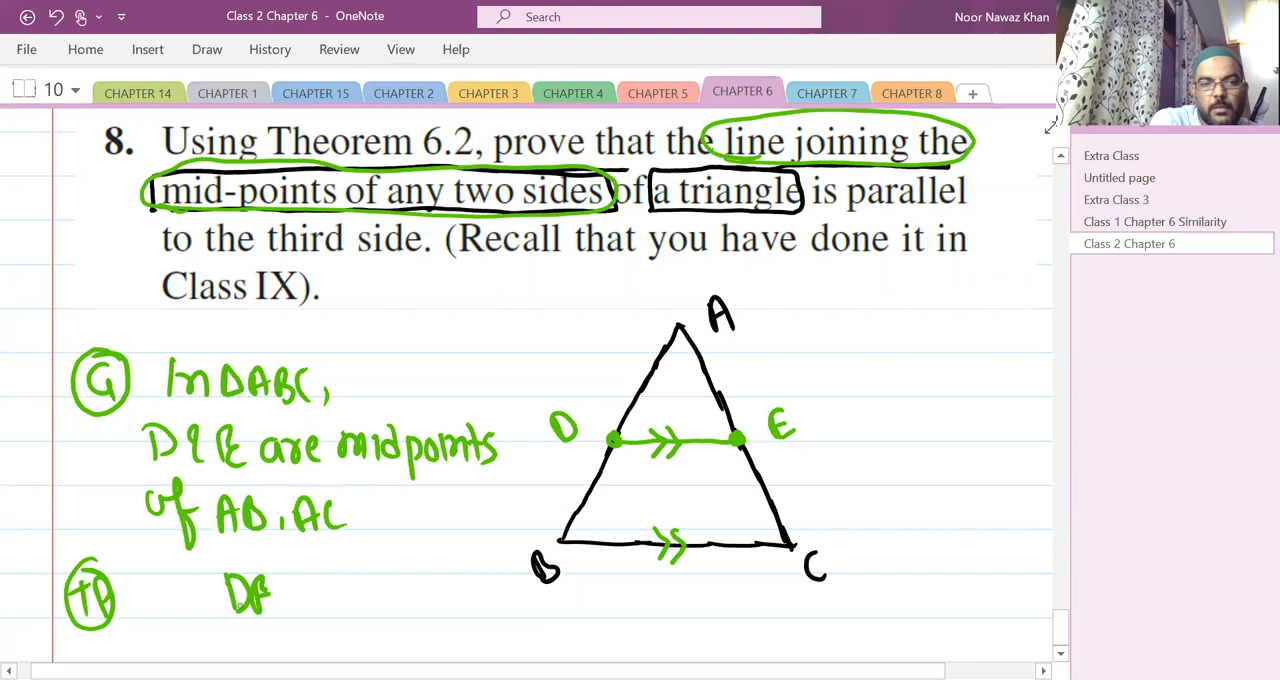 Class 2 Chapter 6 - OneNote
Search
Noor Nawaz Khan
File Home Insert Draw History Review View Help
10 CHAPTER 14 CHAPTER 1 CHAPTER 15 CHAPTER 2 CHAPTER 3 CHAPTER 4 CHAPTER 5 CHAPTER 6 CHAPTER 7 CHAPTER 8 +
Extra Class
Untitled page
Extra Class 3
Class 1 Chapter 6 Similarity
Class 2 Chapter 6
8. Using Theorem 6.2, prove that the line joining the
mid-points of any two sides of a triangle is parallel
to the third side. (Recall that you have done it in
Class IX).
A
G In ΔABC,
D & E are midpoints
of AB, AC
D E
B C
TP DE